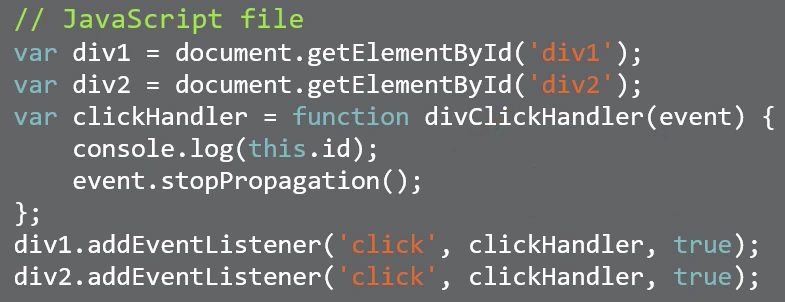 // JavaScript file
var div1 = document.getElementById('div1');
var div2 = document.getElementById('div2');
var clickHandler = function divClickHandler(event) {
    console.log(this.id);
    event.stopPropagation();
};
div1.addEventListener('click', clickHandler, true);
div2.addEventListener('click', clickHandler, true);